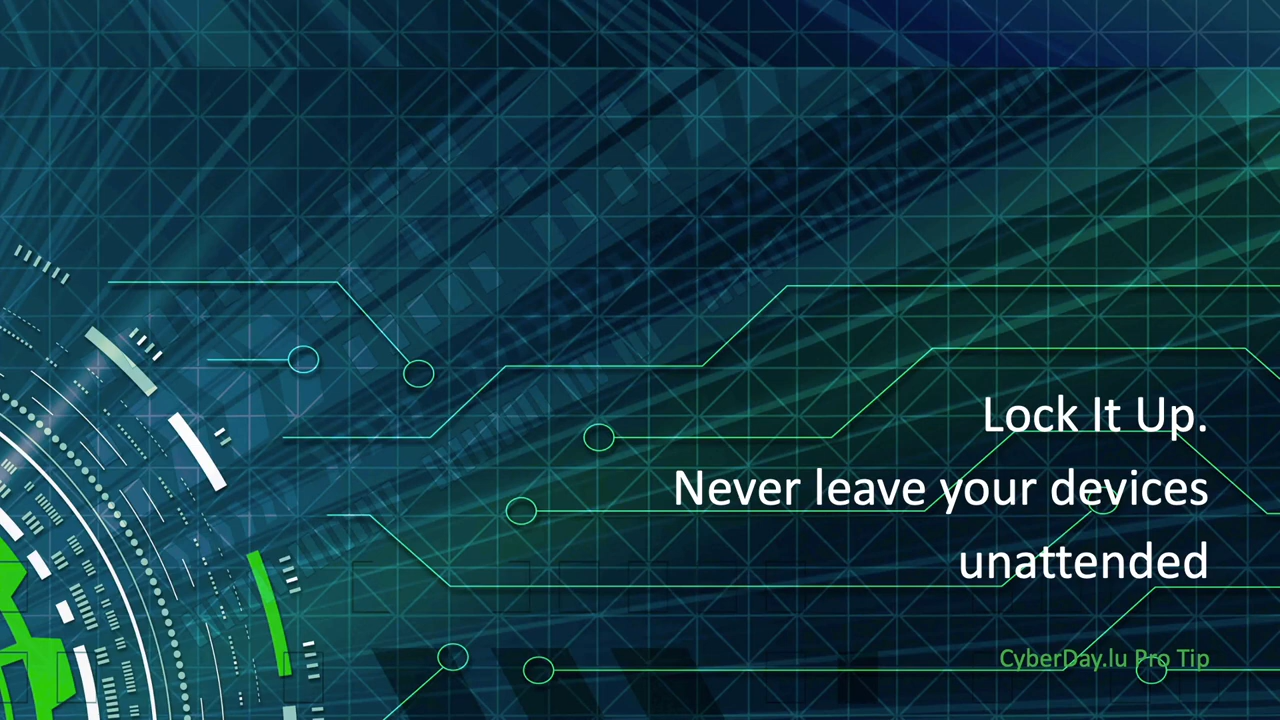 Lock It Up.
Never leave your devices
unattended
CyberDay.lu Pro Tip